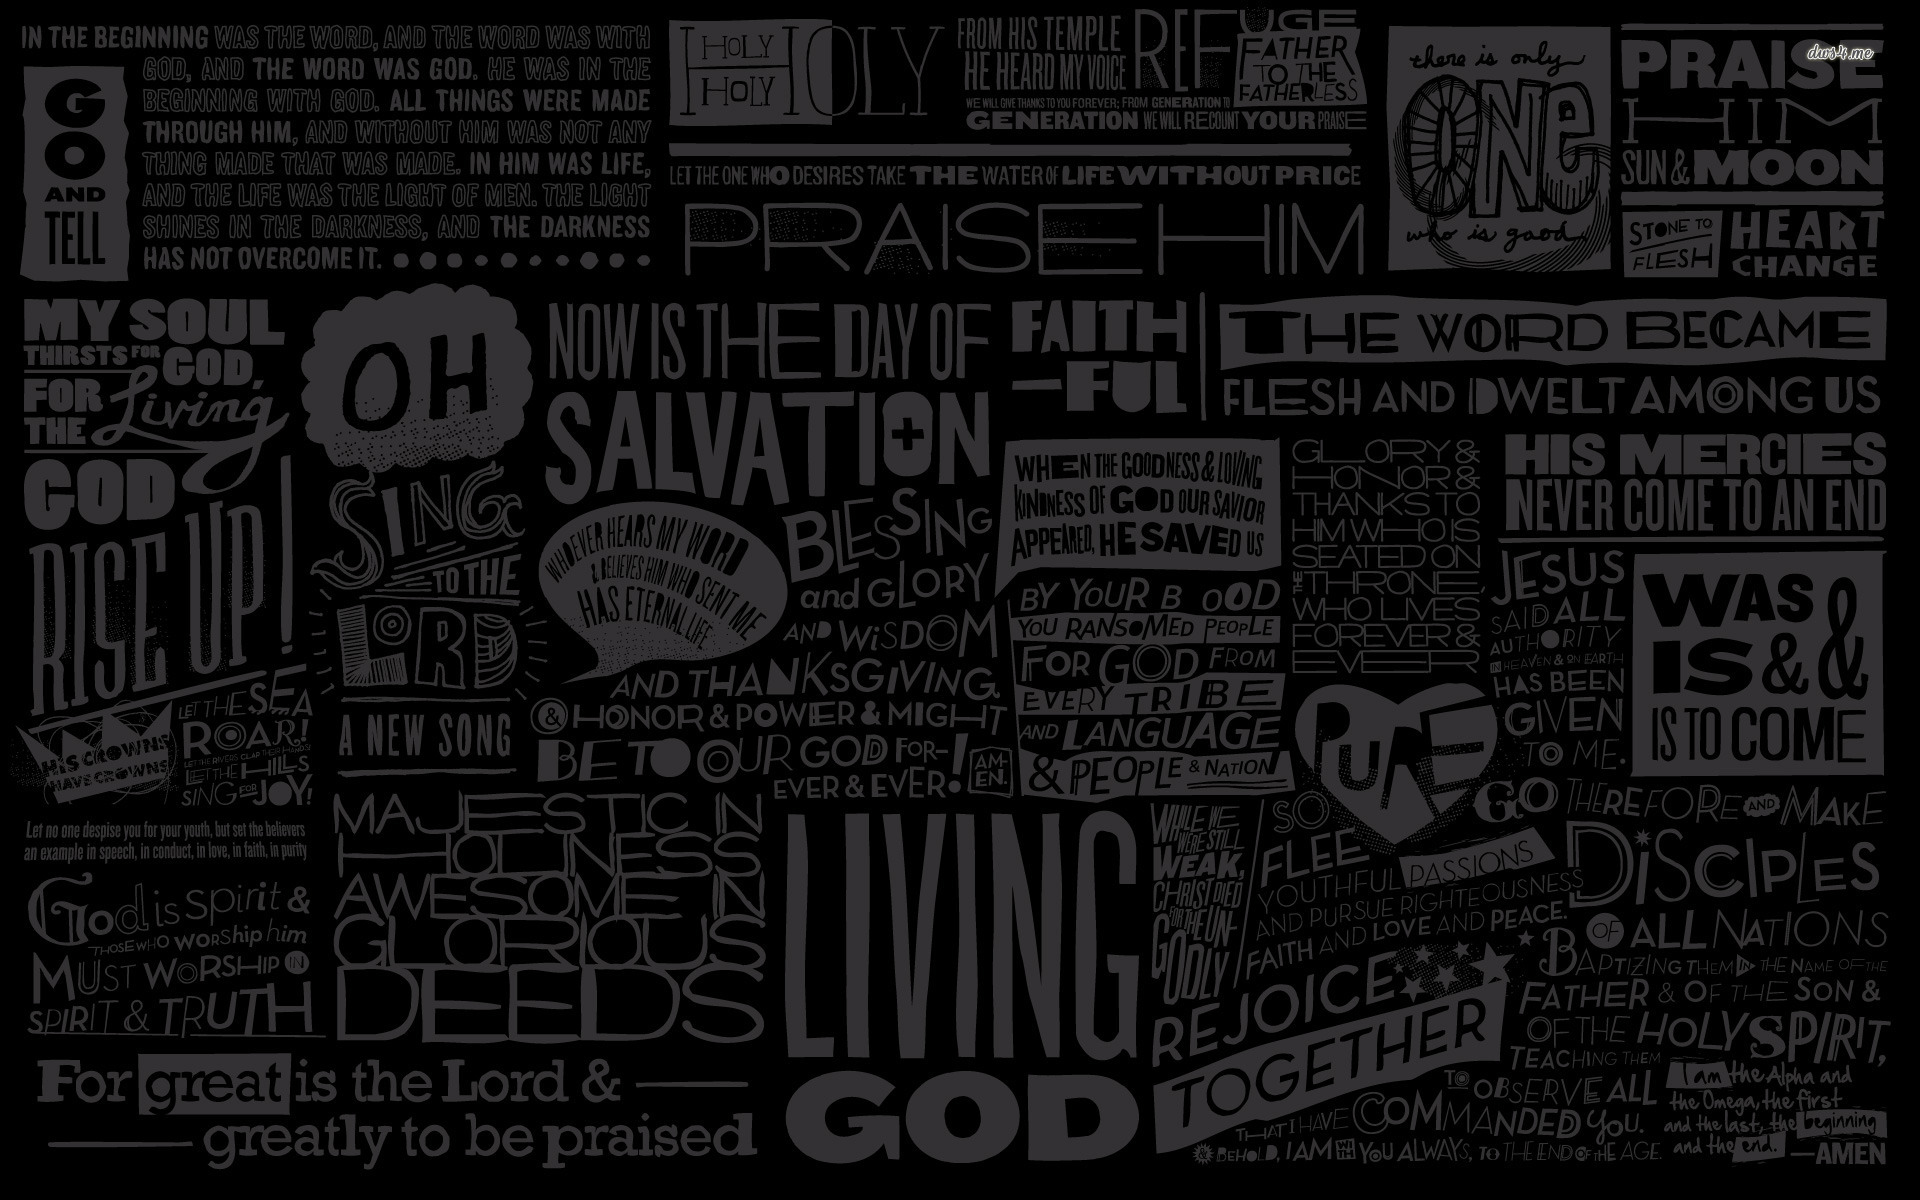 IN THE BEGINNING WAS THE WORD, AND THE WORD WAS WITH
GOD, AND THE WORD WAS GOD. HE WAS IN THE
BEGINNING WITH GOD. ALL THINGS WERE MADE
THROUGH HIM, AND WITHOUT HIM WAS NOT ANY
THING MADE THAT WAS MADE. IN HIM WAS LIFE,
AND THE LIFE WAS THE LIGHT OF MEN. THE LIGHT
SHINES IN THE DARKNESS, AND THE DARKNESS
HAS NOT OVERCOME IT.
GO
AND
TELL
HOLY HOLY
HOLY
FROM HIS TEMPLE
HE HEARD MY VOICE
REFUGE
FATHER
TO THE
FATHERLESS
WE WILL GIVE THANKS TO YOU FOREVER; FROM GENERATION TO
GENERATION WE WILL RECOUNT YOUR PRAISE
LET THE ONE WHO DESIRES TAKE THE WATER OF LIFE WITHOUT PRICE
PRAISE HIM
there is only
ONE
who is good
PRAISE
HIM
SUN & MOON
dws4.me
STONE TO
FLESH
HEART
CHANGE
MY SOUL
THIRSTS FOR
GOD,
FOR
THE
Living
GOD
RISE UP!
OH
SING
TO THE
LORD
A NEW SONG
NOW IS THE DAY OF
SALVATION
FAITH
—FUL
THE WORD BECAME
FLESH AND DWELT AMONG US
WHOEVER HEARS MY WORD
& BELIEVES HIM WHO SENT ME
HAS ETERNAL LIFE
BLESSING
and GLORY
AND WiSDOM
AND THANKSGIVING
& HONOR & POWER & MIGHT
BE TO OUR GOD FOR-
EVER & EVER!
AM-
EN.
WHEN THE GOODNESS & LOVING
KINDNESS OF GOD OUR SAVIOR
APPEARED, HE SAVED US
BY YOUR B OOD
YOU RANSOMED PEOPLE
FOR GOD FROM
EVERY TRIBE
AND LANGUAGE
& PEOPLE & NATION
GLORY &
HONOR &
THANKS TO
HIM WHO IS
SEATED ON
THE THRONE,
WHO LIVES
FOREVER &
EVER
HIS MERCIES
NEVER COME TO AN END
JESUS
SAID ALL
AUTHORITY
IN HEAVEN & ON EARTH
HAS BEEN
GIVEN
TO ME.
WAS &
IS & &
IS TO COME
HIS CROWNS
HAVE CROWNS
LET THE SEA
ROAR!
LET THE RIVERS CLAP THEIR HANDS!
LET THE HILLS
SING FOR JOY!
Let no one despise you for your youth, but set the believers
an example in speech, in conduct, in love, in faith, in purity
God is spirit &
THOSE WHO WORShip him
MUST WORSHIP IN
SPIRIT & TRUTH
MAJESTIC IN
HOLINESS
AWESOME IN
GLORIOUS
DEEDS
For great is the Lord & —
— greatly to be praised
LIVING
GOD
WHILE WE
WERE STILL
WEAK,
CHRIST DIED
FOR THE UN-
GODLY
PURE
SO
FLEE
YOUTHFUL PASSIONS
AND PURSUE RIGHTEOUSNESS
FAITH AND LOVE AND PEACE.
REJOICE
TOGETHER
GO THEREFORE AND MAKE
DiSCIPLES
OF ALL NATIONS
BAPTIZING THEM IN THE NAME OF THE
FATHER & OF THE SON &
OF THE HOLY SPIRIT,
TEACHING THEM
TO OBSERVE ALL
THAT I HAVE COMMANDED YOU.
& BEHOLD, I AM WITH YOU ALWAYS, TO THE END OF THE AGE.
I am the Alpha and
the Omega, the first
and the last, the beginning
and the end.
—AMEN